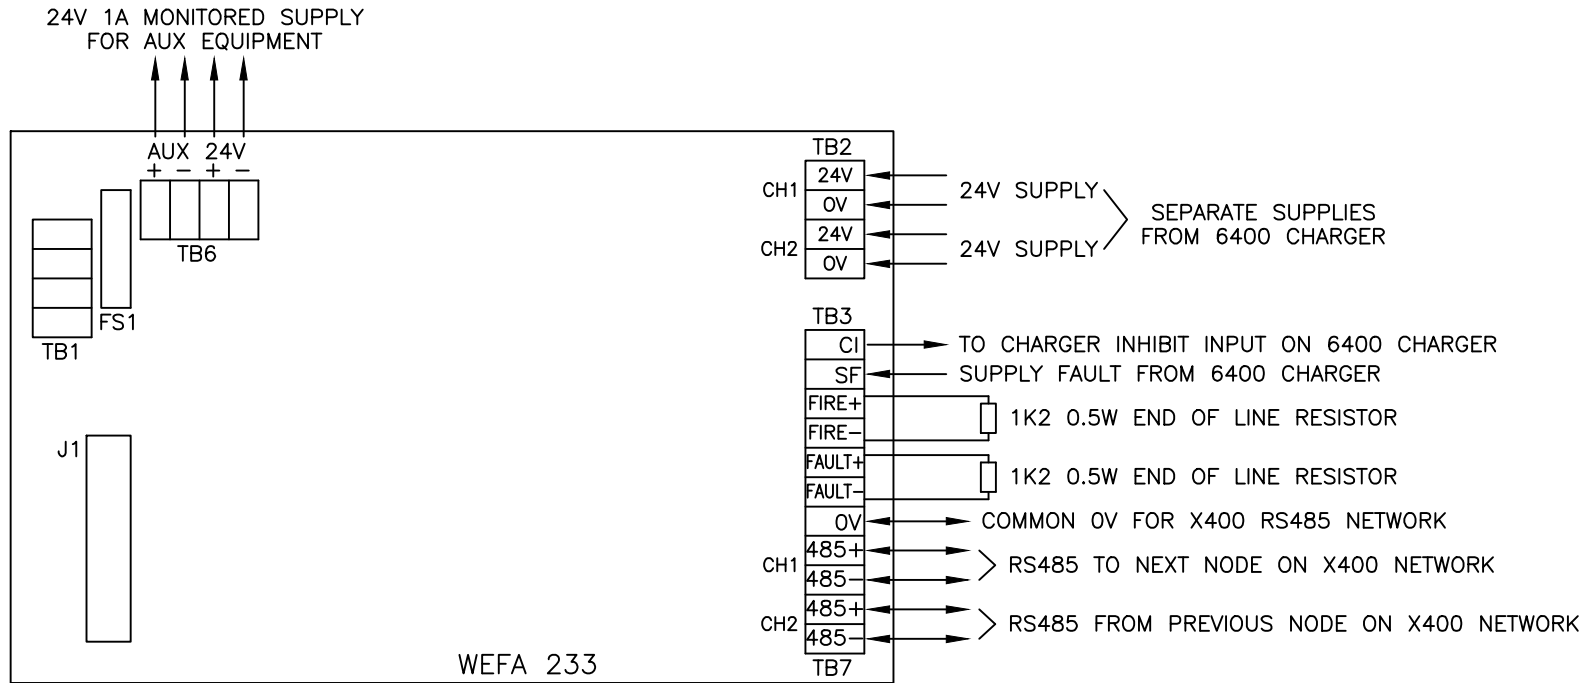 24V 1A MONITORED SUPPLY
FOR AUX EQUIPMENT
AUX 24V
+ − + −
TB6
FS1
TB1
J1
WEFA 233
TB2
CH1
24V
0V
CH2
24V
0V
24V SUPPLY
24V SUPPLY
SEPARATE SUPPLIES
FROM 6400 CHARGER
TB3
CI
TO CHARGER INHIBIT INPUT ON 6400 CHARGER
SF
SUPPLY FAULT FROM 6400 CHARGER
FIRE+
FIRE−
1K2 0.5W END OF LINE RESISTOR
FAULT+
FAULT−
1K2 0.5W END OF LINE RESISTOR
0V
COMMON 0V FOR X400 RS485 NETWORK
CH1
485+
485−
RS485 TO NEXT NODE ON X400 NETWORK
CH2
485+
485−
RS485 FROM PREVIOUS NODE ON X400 NETWORK
TB7